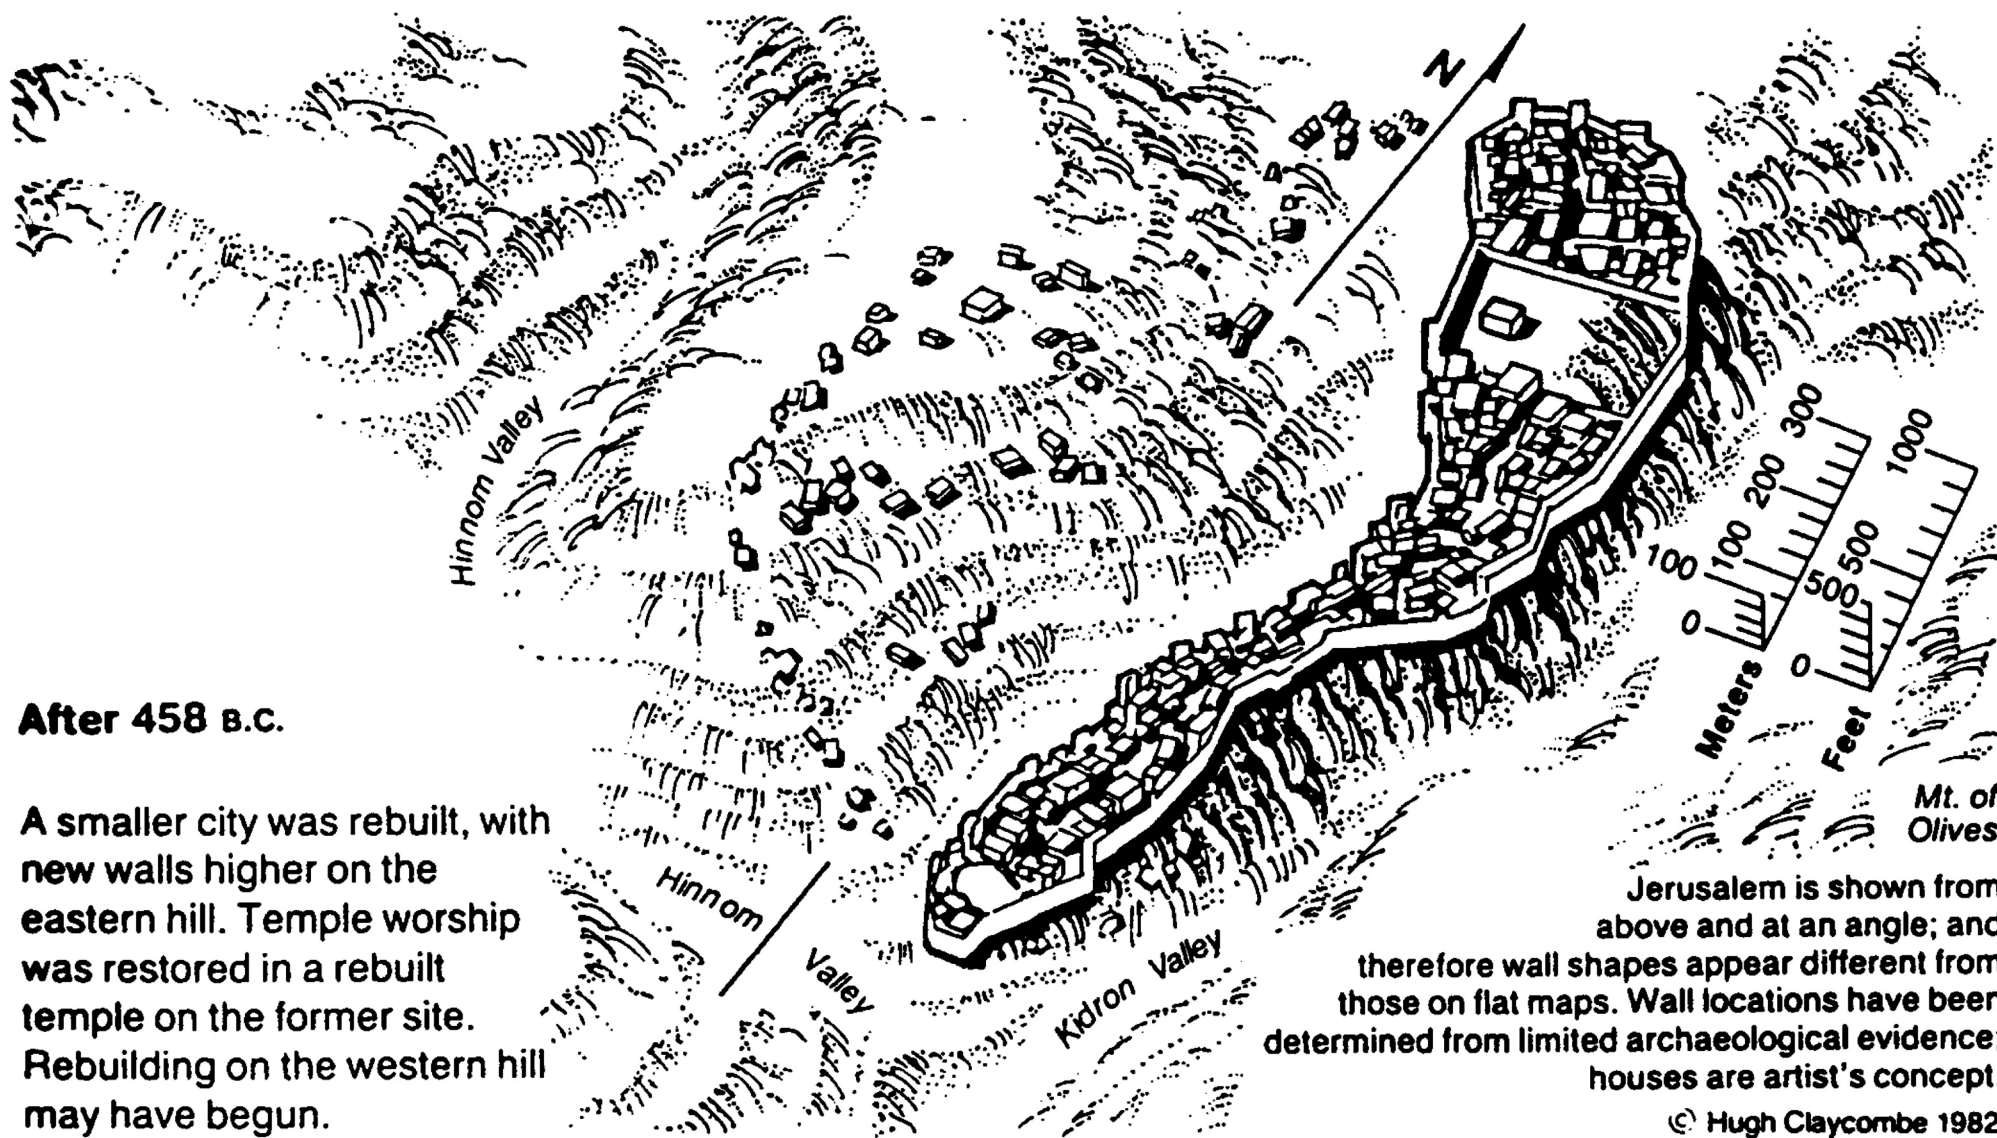 N
Hinnom Valley
300
1000
200
100
100
500
500
0
0
Meters
Feet
After 458 B.C.
A smaller city was rebuilt, with
new walls higher on the
eastern hill. Temple worship
was restored in a rebuilt
temple on the former site.
Rebuilding on the western hill
may have begun.
Hinnom
Valley
Kidron Valley
Mt. of
Olives
Jerusalem is shown from
above and at an angle; and
therefore wall shapes appear different from
those on flat maps. Wall locations have been
determined from limited archaeological evidence;
houses are artist's concept.
© Hugh Claycombe 1982